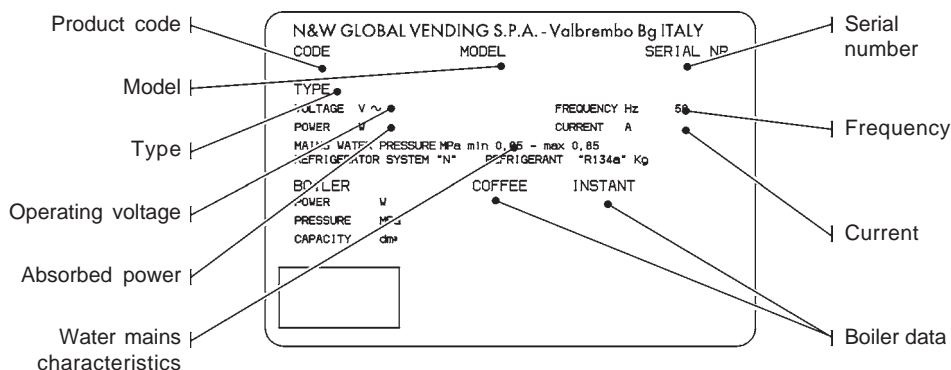 Product code
Model
Type
Operating voltage
Absorbed power
Water mains
characteristics
N&W GLOBAL VENDING S.P.A. - Valbrembo Bg ITALY
CODE MODEL SERIAL NR
TYPE
VOLTAGE V ~ FREQUENCY Hz 50
POWER W CURRENT A
MAINS WATER PRESSURE MPa min 0,05 - max 0,85
REFRIGERATOR SYSTEM "N" REFRIGERANT "R134a" Kg
BOILER COFFEE INSTANT
POWER W
PRESSURE MPa
CAPACITY dm³
Serial
number
Frequency
Current
Boiler data